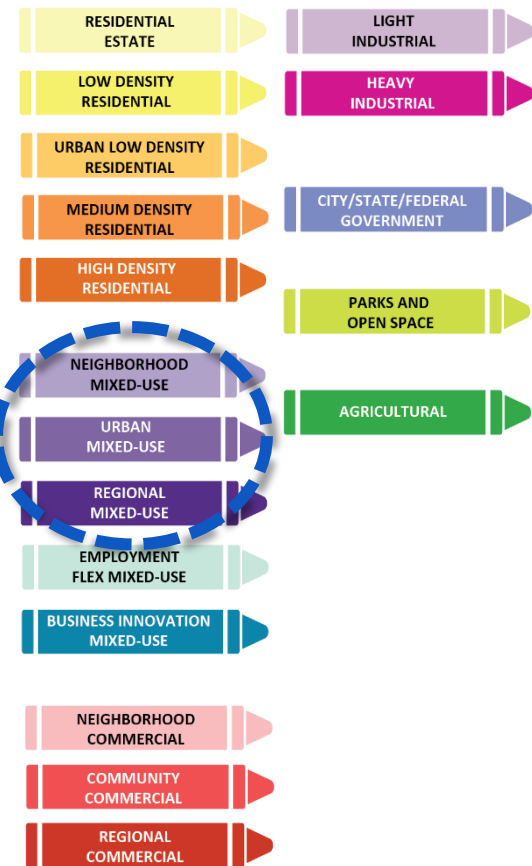 RESIDENTIAL
ESTATE
LOW DENSITY
RESIDENTIAL
URBAN LOW DENSITY
RESIDENTIAL
MEDIUM DENSITY
RESIDENTIAL
HIGH DENSITY
RESIDENTIAL
NEIGHBORHOOD
MIXED-USE
URBAN
MIXED-USE
REGIONAL
MIXED-USE
EMPLOYMENT
FLEX MIXED-USE
BUSINESS INNOVATION
MIXED-USE
NEIGHBORHOOD
COMMERCIAL
COMMUNITY
COMMERCIAL
REGIONAL
COMMERCIAL
LIGHT
INDUSTRIAL
HEAVY
INDUSTRIAL
CITY/STATE/FEDERAL
GOVERNMENT
PARKS AND
OPEN SPACE
AGRICULTURAL